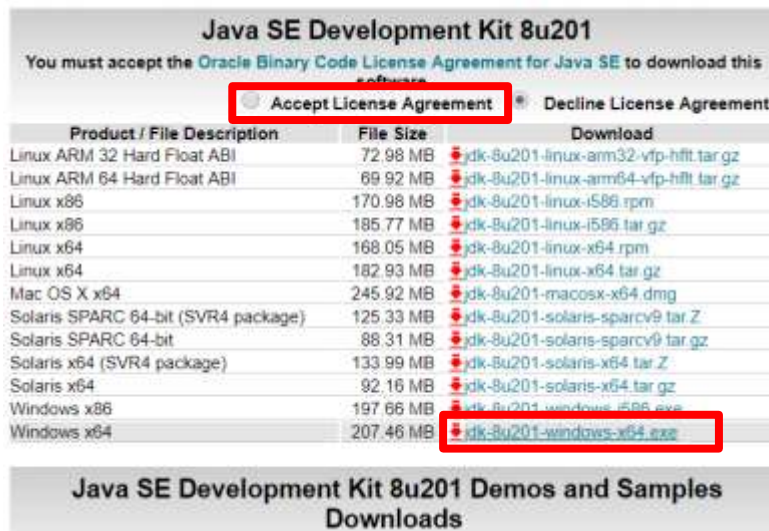 Java SE Development Kit 8u201
You must accept the Oracle Binary Code License Agreement for Java SE to download this
software.
Accept License Agreement Decline License Agreement
Product / File Description File Size Download
Linux ARM 32 Hard Float ABI 72.98 MB jdk-8u201-linux-arm32-vfp-hflt.tar.gz
Linux ARM 64 Hard Float ABI 69.92 MB jdk-8u201-linux-arm64-vfp-hflt.tar.gz
Linux x86 170.98 MB jdk-8u201-linux-i586.rpm
Linux x86 185.77 MB jdk-8u201-linux-i586.tar.gz
Linux x64 168.05 MB jdk-8u201-linux-x64.rpm
Linux x64 182.93 MB jdk-8u201-linux-x64.tar.gz
Mac OS X x64 245.92 MB jdk-8u201-macosx-x64.dmg
Solaris SPARC 64-bit (SVR4 package) 125.33 MB jdk-8u201-solaris-sparcv9.tar.Z
Solaris SPARC 64-bit 88.31 MB jdk-8u201-solaris-sparcv9.tar.gz
Solaris x64 (SVR4 package) 133.99 MB jdk-8u201-solaris-x64.tar.Z
Solaris x64 92.16 MB jdk-8u201-solaris-x64.tar.gz
Windows x86 197.66 MB jdk-8u201-windows-i586.exe
Windows x64 207.46 MB jdk-8u201-windows-x64.exe
Java SE Development Kit 8u201 Demos and Samples
Downloads